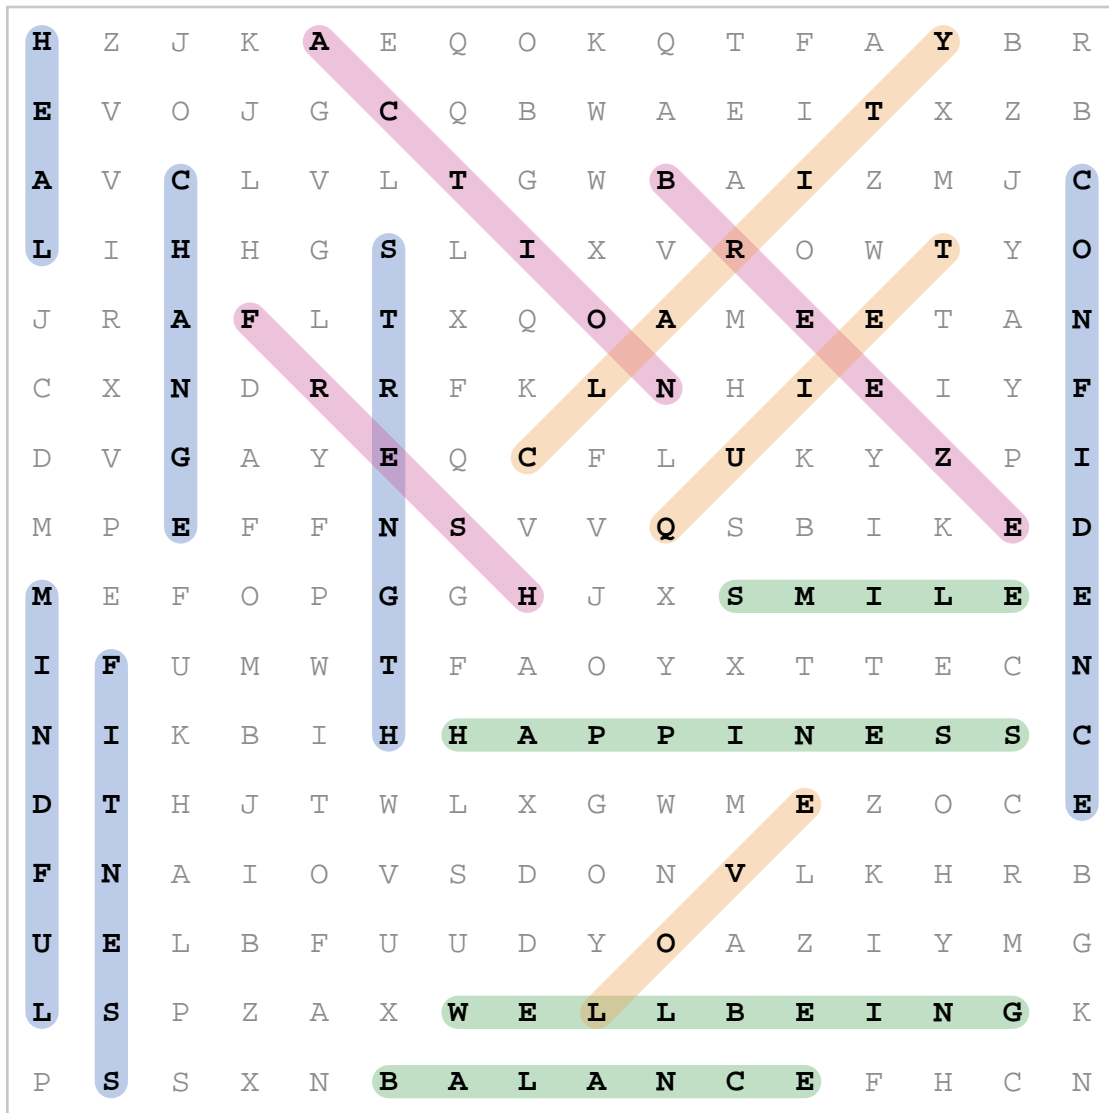 H Z J K A E Q O K Q T F A Y B R
E V O J G C Q B W A E I T X Z B
A V C L V L T G W B A I Z M J C
L I H H G S L I X V R O W T Y O
J R A F L T X Q O A M E E T A N
C X N D R R F K L N H I E I Y F
D V G A Y E Q C F L U K Y Z P I
M P E F F N S V V Q S B I K E D
M E F O P G G H J X S M I L E E
I F U M W T F A O Y X T T E C N
N I K B I H H A P P I N E S S C
D T H J T W L X G W M E Z O C E
F N A I O V S D O N V L K H R B
U E L B F U U D Y O A Z I Y M G
L S P Z A X W E L L B E I N G K
P S S X N B A L A N C E F H C N